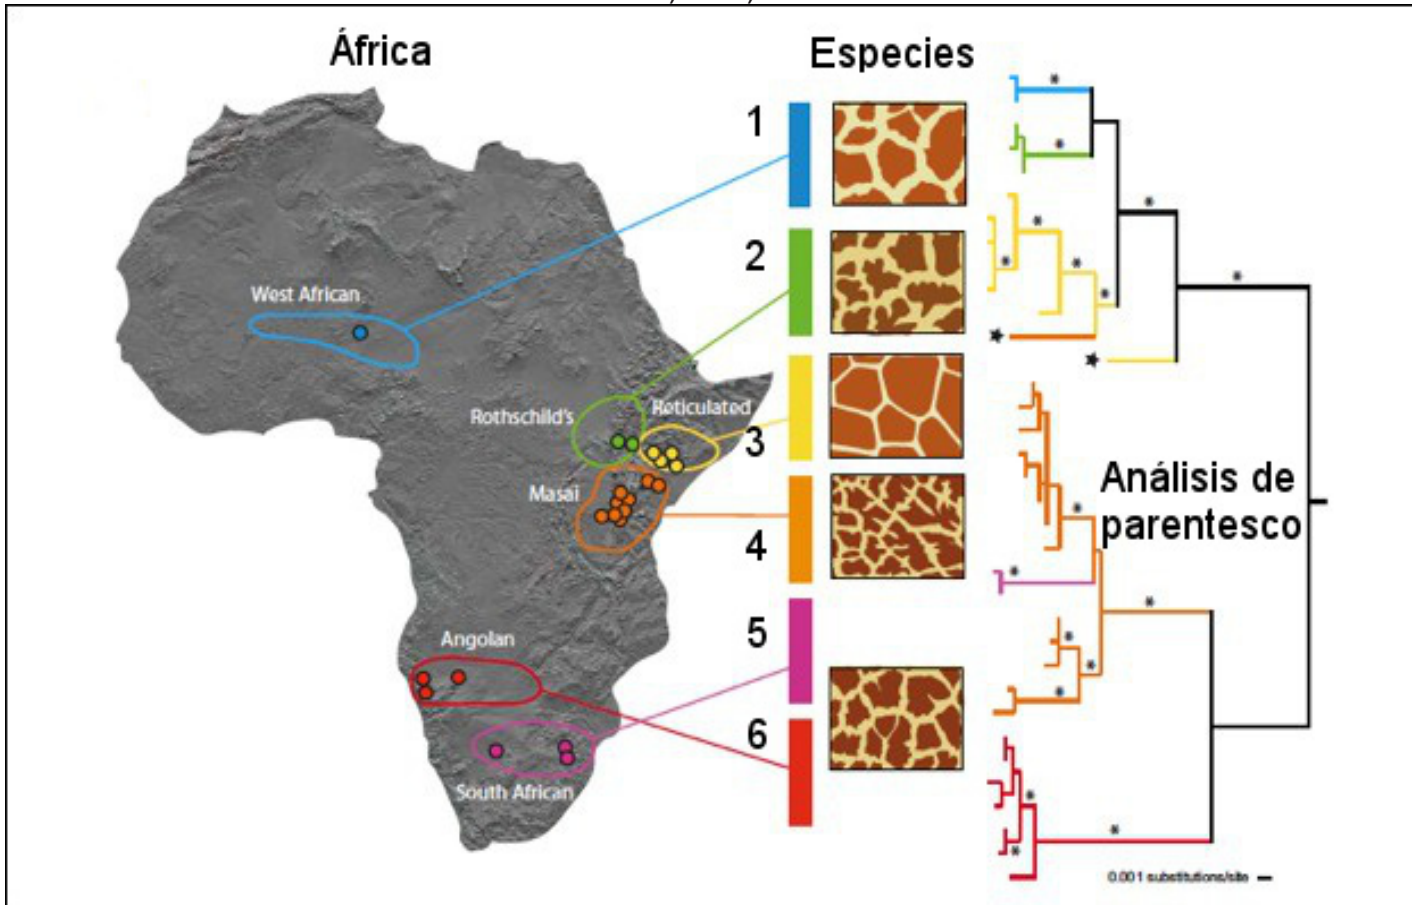 África
Especies
1
2
3
4
5
6
West African
Rothschild's
Reticulated
Masai
Angolan
South African
Análisis de
parentesco
0.001 substitutions/site